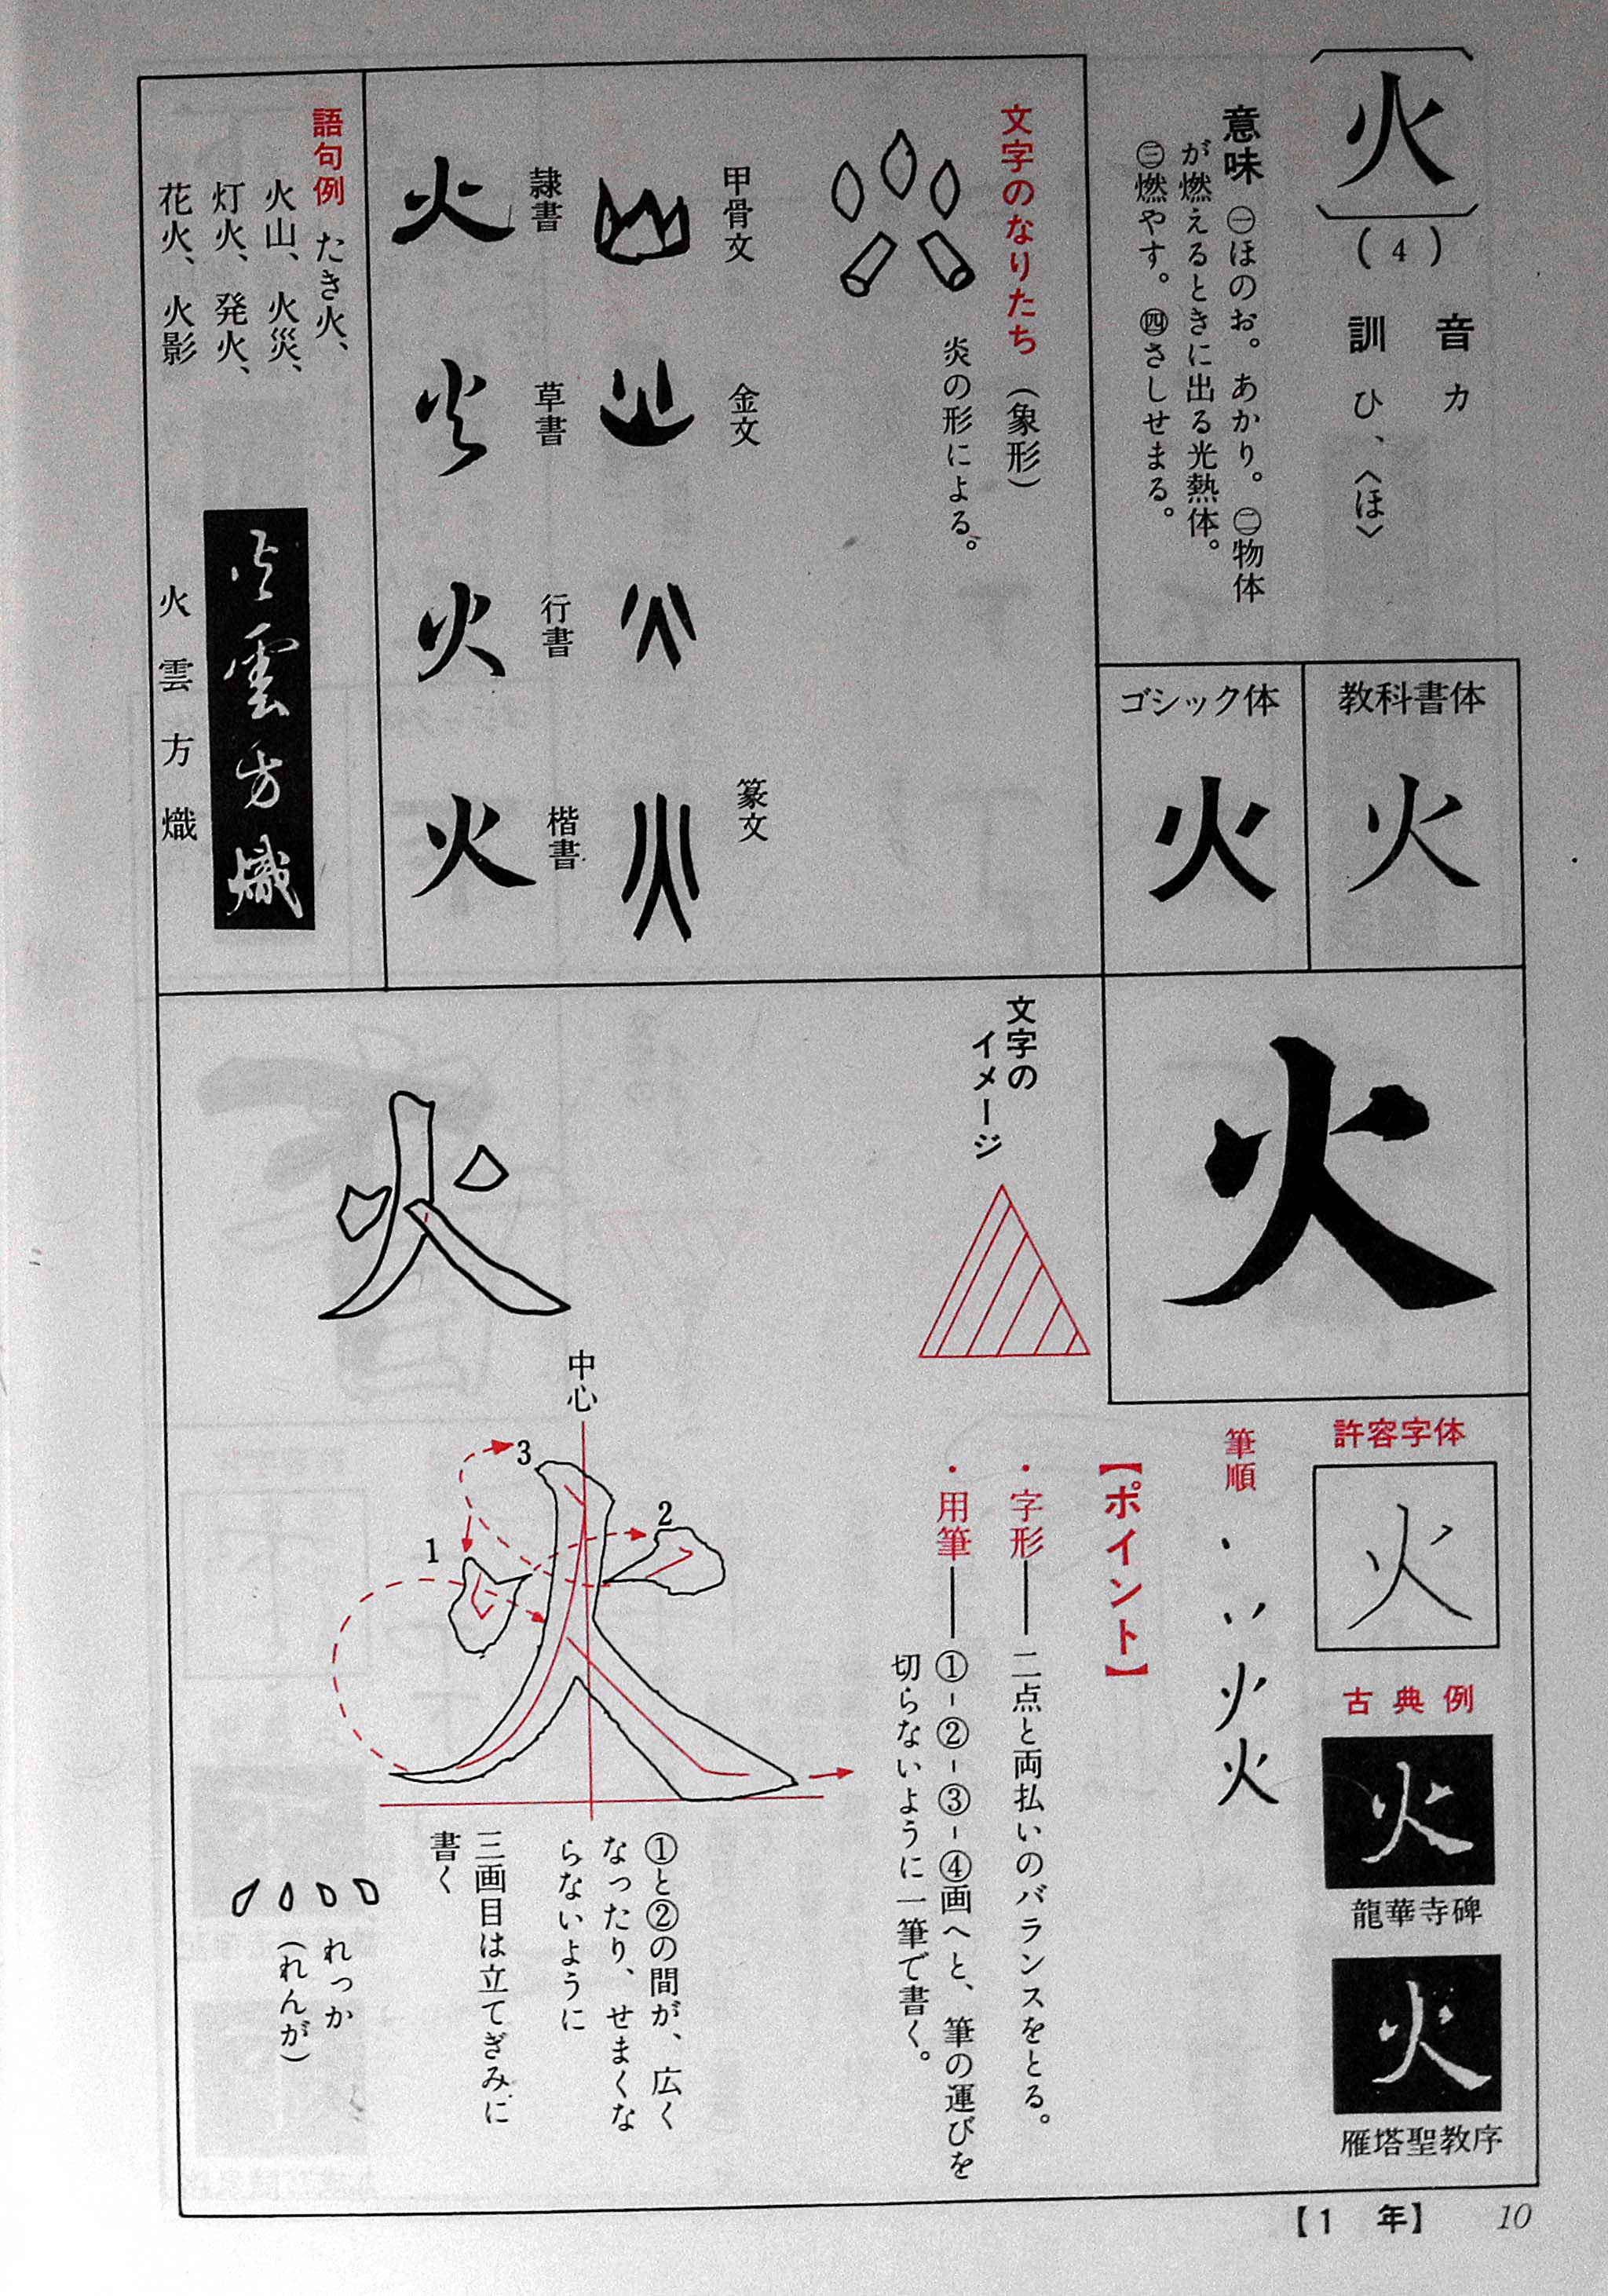 火
(4)
音 カ
訓 ひ、〈ほ〉
意味 ㊀ほのお。あかり。㊁物体
が燃えるときに出る光熱体。
㊂燃やす。㊃さしせまる。
教科書体
火
ゴシック体
火
文字のなりたち (象形)
炎の形による。
甲骨文
金文
篆文
隷書
火
草書
火
行書
火
楷書
火
語句例 たき火、
火山、火災、
灯火、発火、
花火、火影
火雲方熾
火雲方熾
火
文字の
イメージ
火
許容字体
火
古典例
火
龍華寺碑
火
雁塔聖教序
筆順
火
【ポイント】
・字形──二点と両払いのバランスをとる。
・用筆──①-②-③-④画へと、筆の運びを
切らないように一筆で書く。
中心
1
2
3
①と②の間が、広く
なったり、せまくな
らないように
三画目は立てぎみに
書く
れっか
(れんが)
【1 年】 10